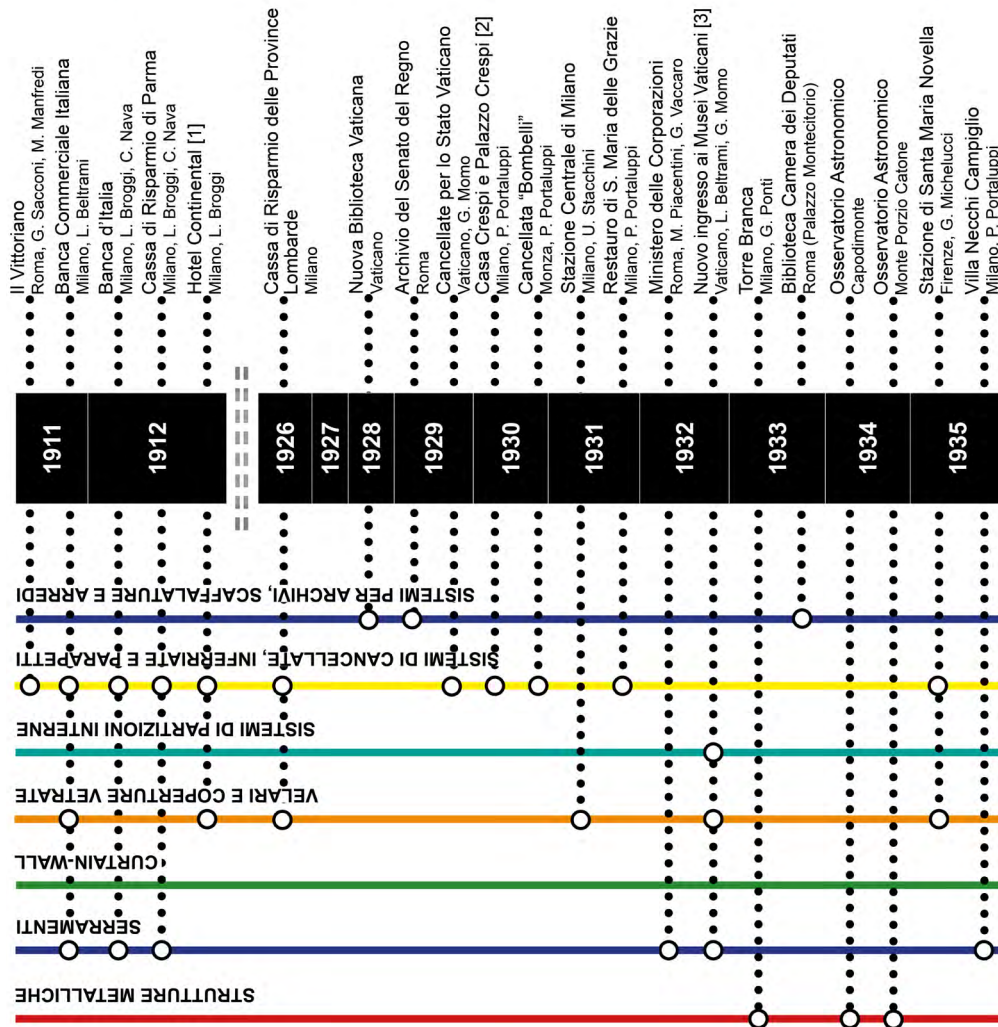 Il Vittoriano
Roma, G. Sacconi, M. Manfredi
Banca Commerciale Italiana
Milano, L. Beltrami
Banca d'Italia
Milano, L. Broggi, C. Nava
Cassa di Risparmio di Parma
Milano, L. Broggi, C. Nava
Hotel Continental [1]
Milano, L. Broggi
Cassa di Risparmio delle Province
Lombarde
Milano
Nuova Biblioteca Vaticana
Vaticano
Archivio del Senato del Regno
Roma
Cancellate per lo Stato Vaticano
Vaticano, G. Momo
Casa Crespi e Palazzo Crespi [2]
Milano, P. Portaluppi
Cancellata “Bombelli”
Monza, P. Portaluppi
Stazione Centrale di Milano
Milano, U. Stacchini
Restauro di S. Maria delle Grazie
Milano, P. Portaluppi
Ministero delle Corporazioni
Roma, M. Piacentini, G. Vaccaro
Nuovo ingresso ai Musei Vaticani [3]
Vaticano, L. Beltrami, G. Momo
Torre Branca
Milano, G. Ponti
Biblioteca Camera dei Deputati
Roma (Palazzo Montecitorio)
Osservatorio Astronomico
Capodimonte
Osservatorio Astronomico
Monte Porzio Catone
Stazione di Santa Maria Novella
Firenze, G. Michelucci
Villa Necchi Campiglio
Milano, P. Portaluppi
1911
1912
1926
1927
1928
1929
1930
1931
1932
1933
1934
1935
SISTEMI PER ARCHIVI, SCAFFALATURE E ARREDI
SISTEMI DI CANCELLATE, INFERRIATE E PARAPETTI
SISTEMI DI PARTIZIONI INTERNE
VELARI E COPERTURE VETRATE
CURTAIN-WALL
SERRAMENTI
STRUTTURE METALLICHE